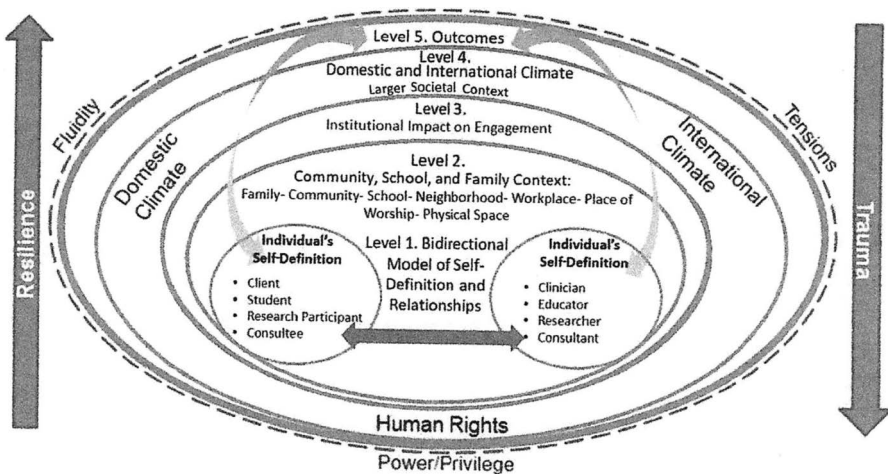 Level 5. Outcomes
Level 4.
Domestic and International Climate
Larger Societal Context
Level 3.
Institutional Impact on Engagement
Level 2.
Community, School, and Family Context:
Family- Community- School- Neighborhood- Workplace- Place of
Worship- Physical Space
Level 1. Bidirectional
Model of Self-
Definition and
Relationships
Individual's
Self-Definition
• Client
• Student
• Research Participant
• Consultee
Individual's
Self-Definition
• Clinician
• Educator
• Researcher
• Consultant
Resilience
Fluidity
Domestic
Climate
International
Climate
Tensions
Trauma
Human Rights
Power/Privilege